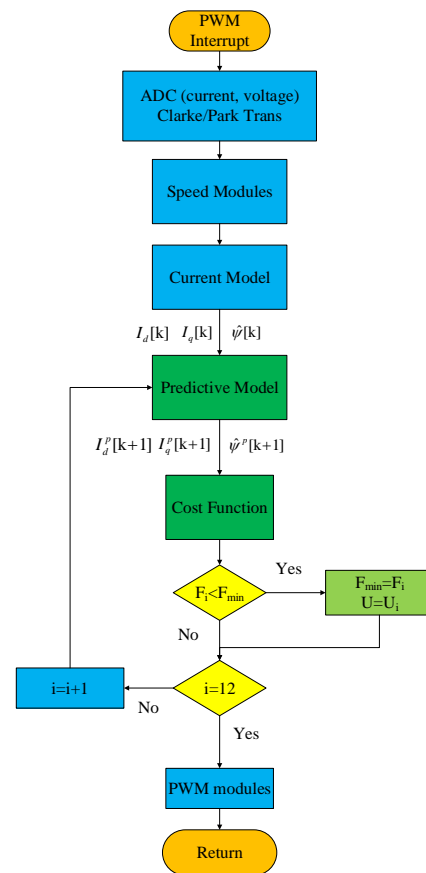 PWM
Interrupt
ADC (current, voltage)
Clarke/Park Trans
Speed Modules
Current Model
I_d[k] I_q[k] ψ̂[k]
Predictive Model
I_d^p[k+1] I_q^p[k+1] ψ̂^p[k+1]
Cost Function
F_i<F_min
Yes
F_min=F_i
U=U_i
No
i=12
i=i+1
No
Yes
PWM modules
Return